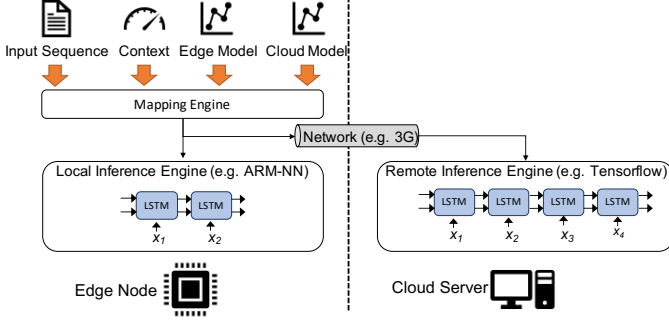 Input Sequence Context Edge Model Cloud Model
Mapping Engine
Network (e.g. 3G)
Local Inference Engine (e.g. ARM-NN)
LSTM LSTM
x1 x2
Remote Inference Engine (e.g. Tensorflow)
LSTM LSTM LSTM LSTM
x1 x2 x3 x4
Edge Node
Cloud Server